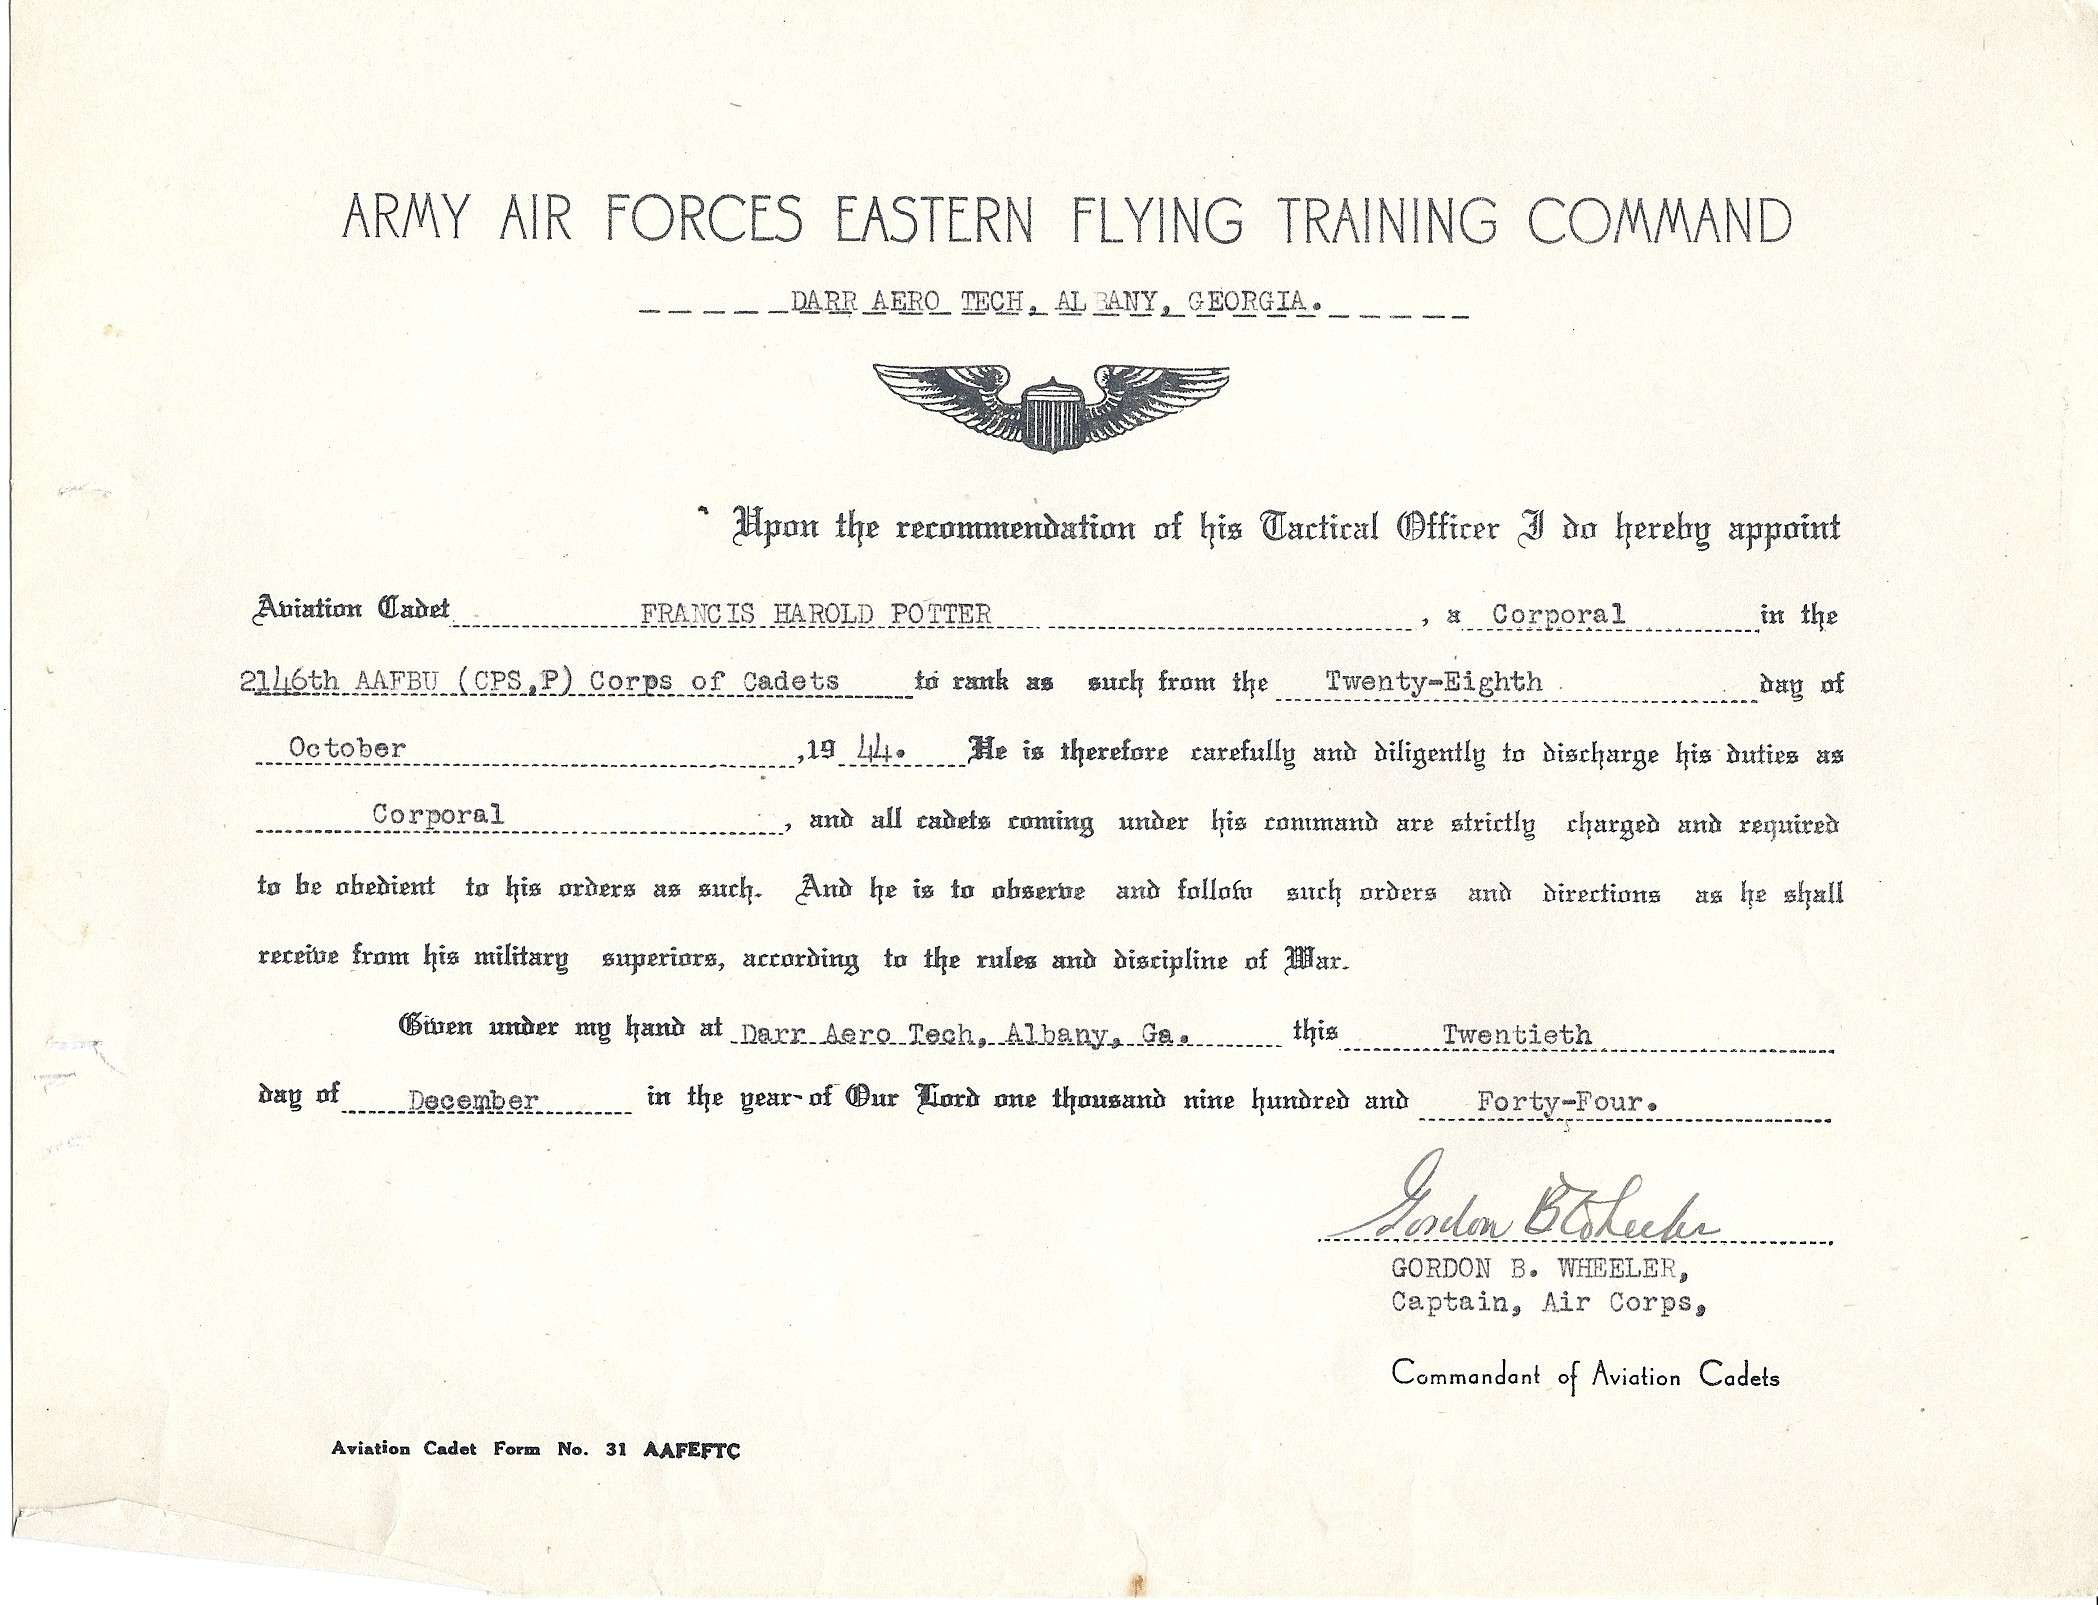 ARMY AIR FORCES EASTERN FLYING TRAINING COMMAND
DARR AERO TECH, ALBANY, GEORGIA.
Upon the recommendation of his Tactical Officer I do hereby appoint
Aviation Cadet FRANCIS HAROLD POTTER, a Corporal in the
2146th AAFBU (CPS,P) Corps of Cadets to rank as such from the Twenty-Eighth day of
October, 19 44. He is therefore carefully and diligently to discharge his duties as
Corporal, and all cadets coming under his command are strictly charged and required
to be obedient to his orders as such. And he is to observe and follow such orders and directions as he shall
receive from his military superiors, according to the rules and discipline of War.
Given under my hand at Darr Aero Tech, Albany, Ga. this Twentieth
day of December in the year of Our Lord one thousand nine hundred and Forty-Four.
Gordon B Wheeler
GORDON B. WHEELER,
Captain, Air Corps,
Commandant of Aviation Cadets
Aviation Cadet Form No. 31 AAFEFTC